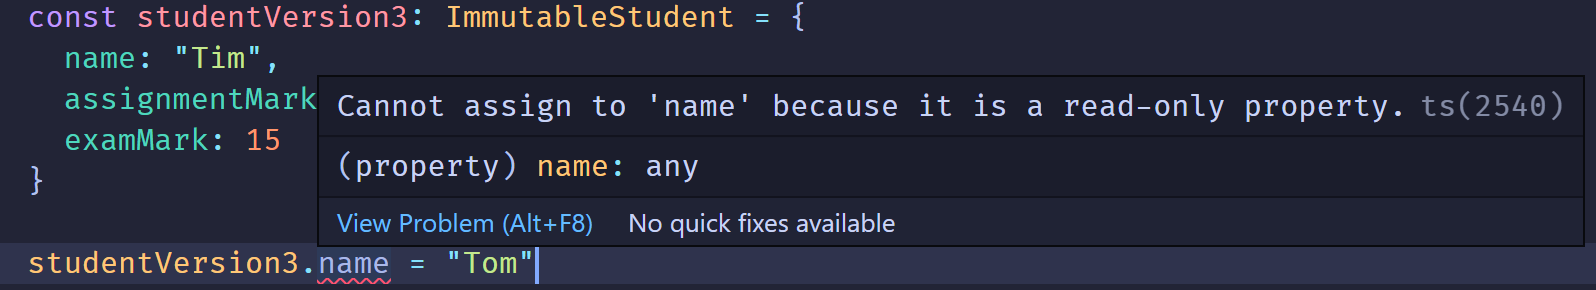 const studentVersion3: ImmutableStudent = {
name: "Tim",
assignmentMark
Cannot assign to 'name' because it is a read-only property. ts(2540)
examMark: 15
(property) name: any
}
View Problem (Alt+F8) No quick fixes available
studentVersion3.name = "Tom"